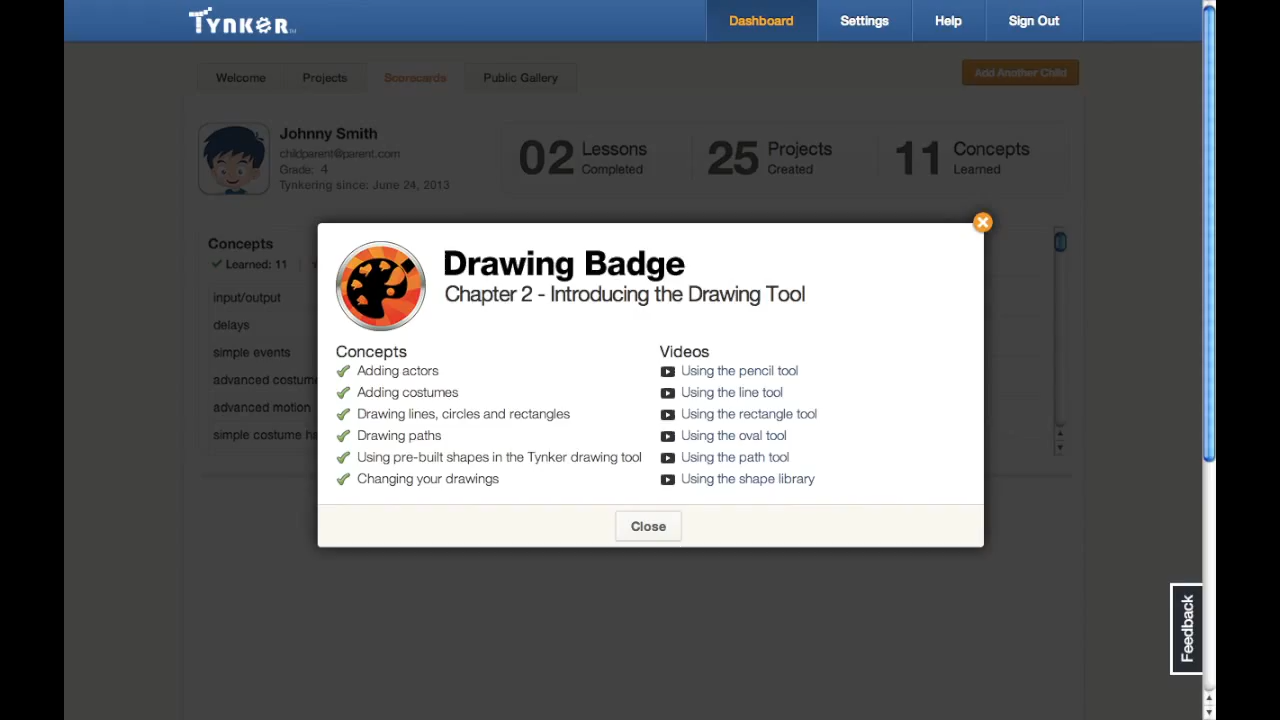 TYNKER
Dashboard
Settings
Help
Sign Out
Welcome
Projects
Scorecards
Public Gallery
Add Another Child
Johnny Smith
childparent@parent.com
Grade: 4
Tynkering since: June 24, 2013
02 Lessons Completed
25 Projects Created
11 Concepts Learned
Concepts
Learned: 11
input/output
delays
simple events
advanced
advanced motion
simple costume
Drawing Badge
Chapter 2 - Introducing the Drawing Tool
Concepts
Adding actors
Adding costumes
Drawing lines, circles and rectangles
Drawing paths
Using pre-built shapes in the Tynker drawing tool
Changing your drawings
Videos
Using the pencil tool
Using the line tool
Using the rectangle tool
Using the oval tool
Using the path tool
Using the shape library
Close
Feedback